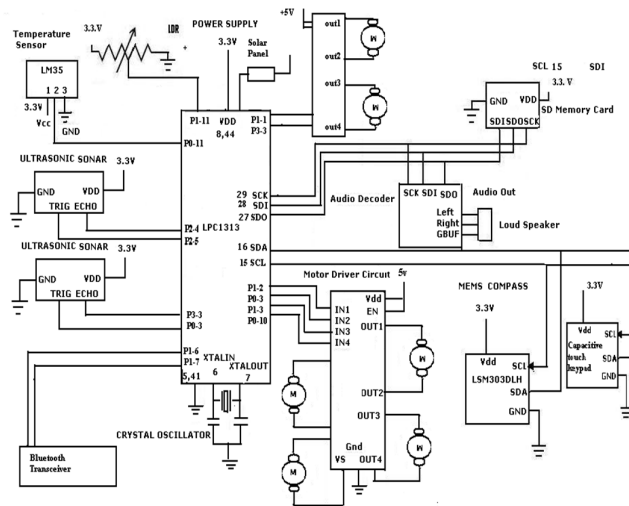 Temperature
Sensor
LM35
1 2 3
3.3V
Vcc
GND
3.3.V
LDR
+
POWER SUPPLY
3.3V
Solar
Panel
+5V
out1
out2
out3
out4
M
M
SCL 15 SDI
3.3.V
GND VDD
SD Memory Card
SDI SDO SCK
P1-11
VDD
8,44
P1-1
P3-3
P0-11
ULTRASONIC SONAR
3.3V
GND
VDD
TRIG ECHO
P2-4
P2-5
LPC1313
29 SCK
28 SDI
27 SDO
16 SDA
15 SCL
Audio Decoder
SCK SDI SDO
Audio Out
Left
Right
GBUF
Loud Speaker
ULTRASONIC SONAR
3.3V
GND
VDD
TRIG ECHO
P3-3
P0-3
P1-2
P0-3
P1-3
P0-10
Motor Driver Circut
5v
Vdd
EN
IN1
IN2
IN3
IN4
OUT1
OUT2
OUT3
OUT4
Gnd
VS
M
M
M
M
MEMS COMPASS
3.3V
Vdd
SCL
LSM303DLH
SDA
GND
3.3V
Vdd
SCL
Capacitive
touch
keypad
SDA
GND
P1-6
P1-7
5,41
XTALIN
6
XTALOUT
7
CRYSTAL OSCILLATOR
Bluetooth
Transceiver